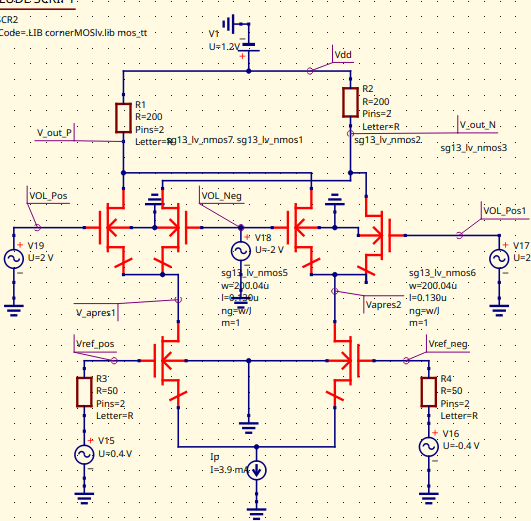 SCR2
Code=.LIB cornerMOSlv.lib mos_tt
V1
U=1.2V
Vdd
R1
R=200
Pins=2
Letter=R
R2
R=200
Pins=2
Letter=R
V_out_P
sg13_lv_nmos7
sg13_lv_nmos1
sg13_lv_nmos2
V_out_N
sg13_lv_nmos3
VOL_Pos
VOL_Neg
VOL_Pos1
V19
U=2 V
V18
U=-2 V
V17
U=2
sg13_lv_nmos5
w=200.04u
l=0.130u
ng=w/J
m=1
sg13_lv_nmos6
w=200.04u
l=0.130u
ng=w/J
m=1
V_apres1
Vapres2
Vref_pos
Vref_neg
R3
R=50
Pins=2
Letter=R
R4
R=50
Pins=2
Letter=R
V15
U=0.4 V
V16
U=-0.4 V
Ip
I=3.9 mA